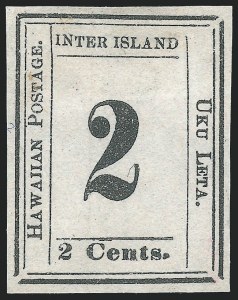 INTER ISLAND
HAWAIIAN POSTAGE.
2
UKU LETA.
2 Cents.